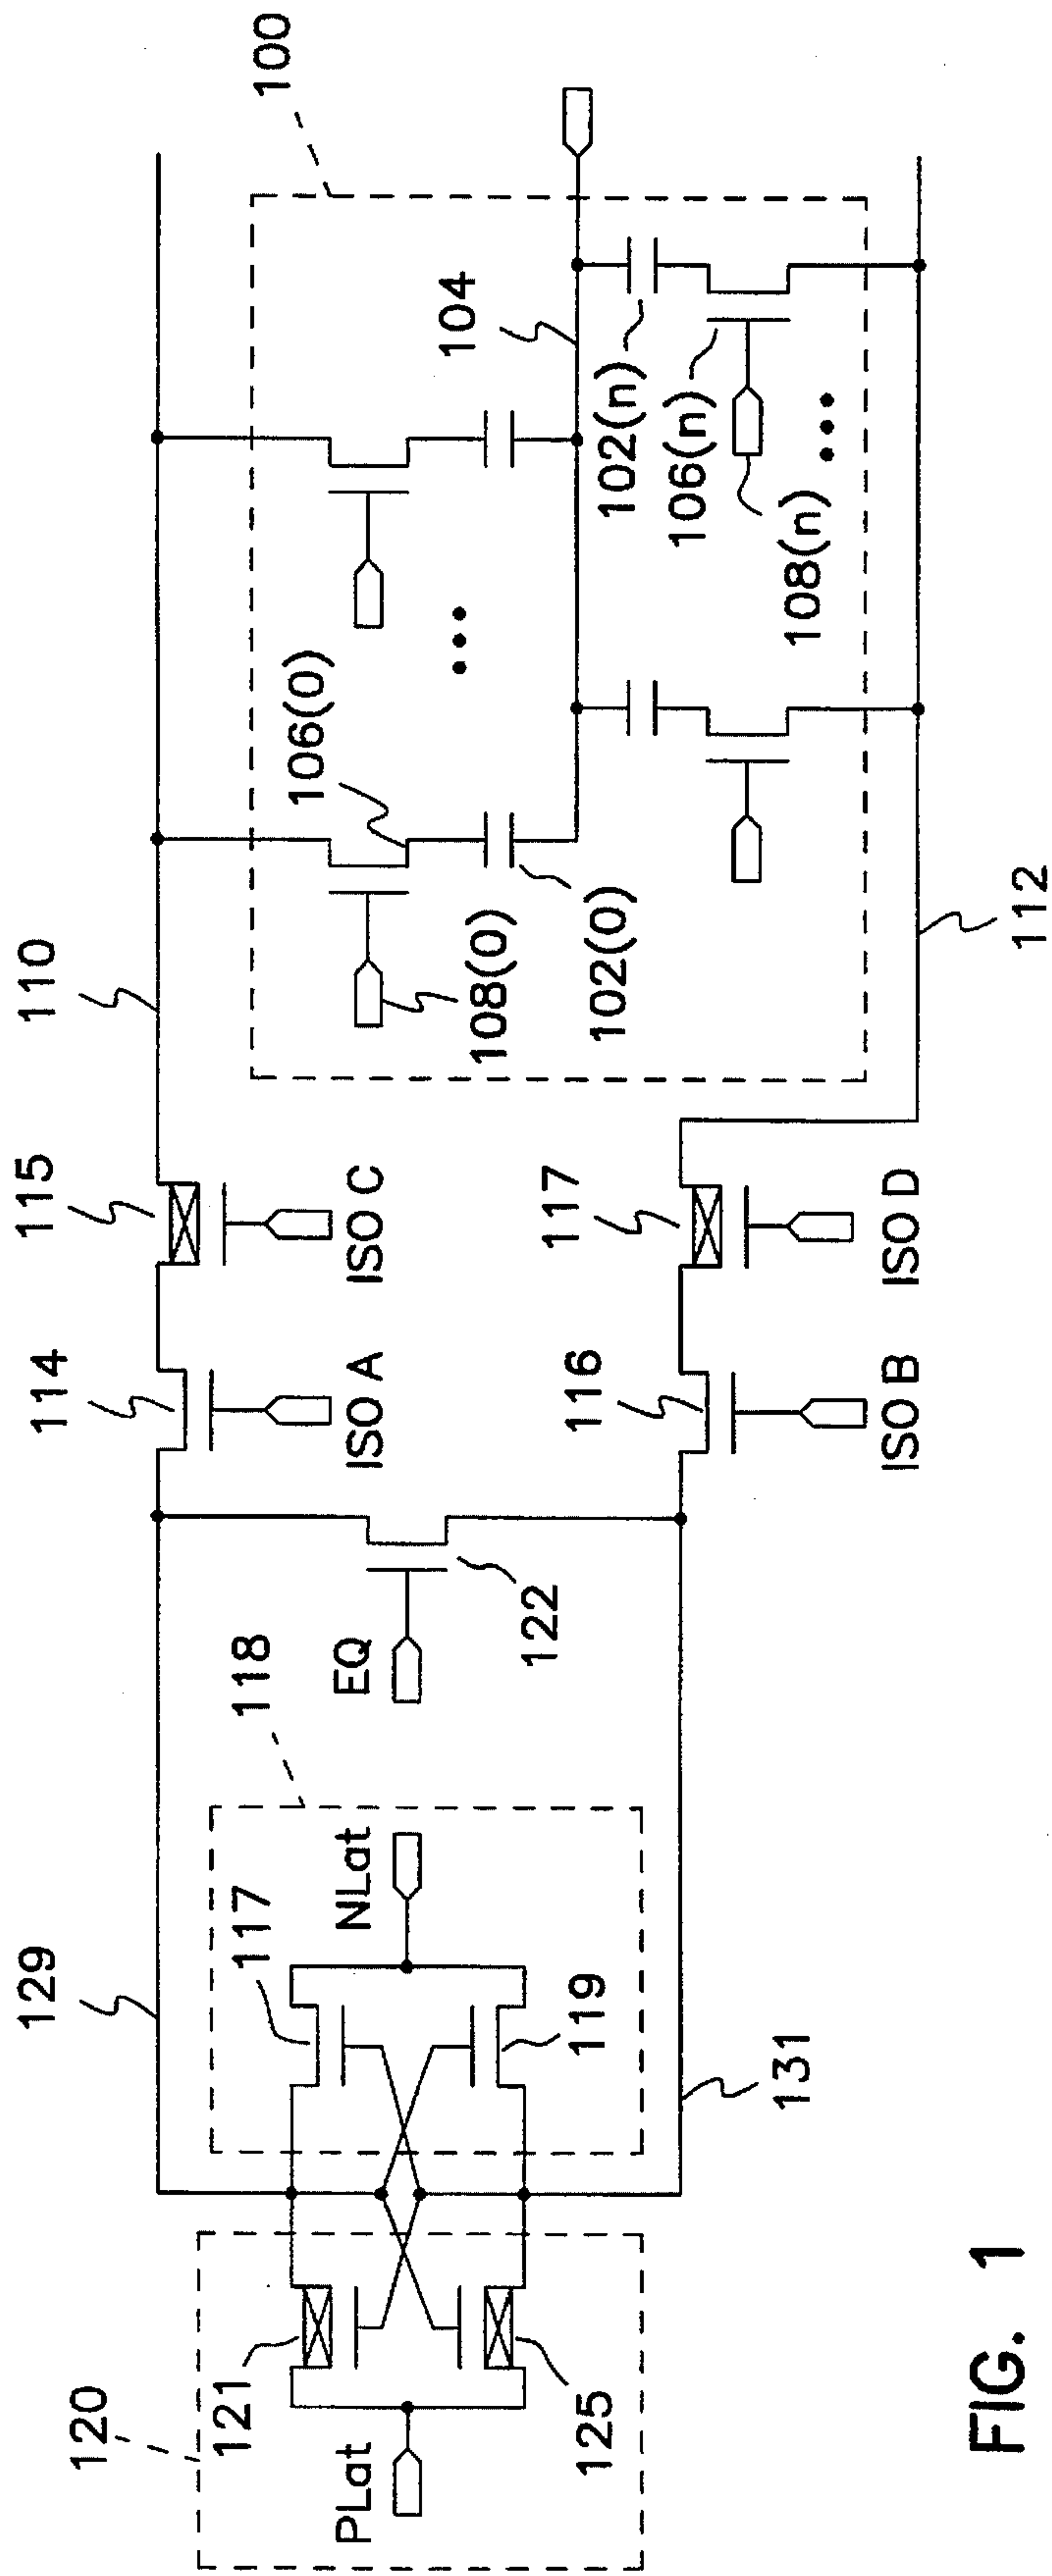 100
110
115
ISO C
114
ISO A
129
104
106(0)
108(0)
102(0)
102(n)
106(n)
108(n)
112
117
ISO D
116
ISO B
EQ
122
118
NLat
117
119
131
120
121
PLat
125
FIG. 1